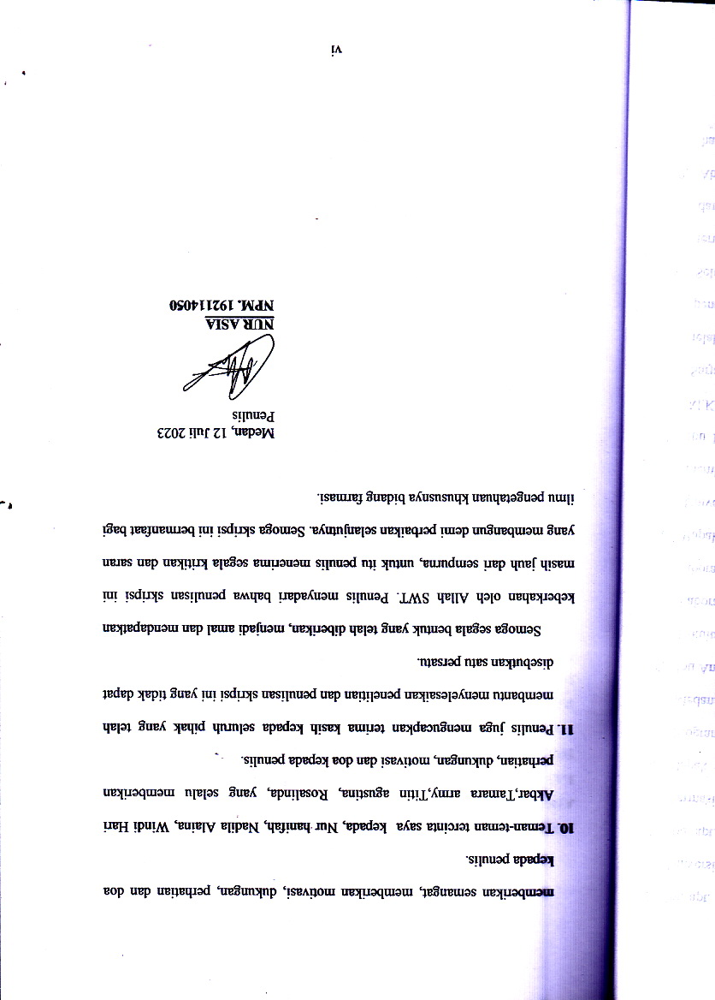 memberikan semangat, memberikan motivasi, dukungan, perhatian dan doa
kepada penulis.
10. Teman-teman tercinta saya kepada, Nur hanifah, Nadila Alaina, Windi Hari
Akbar,Tamara army,Titin agustina, Rosalinda, yang selalu memberikan
perhatian, dukungan, motivasi dan doa kepada penulis.
11. Penulis juga mengucapkan terima kasih kepada seluruh pihak yang telah
membantu menyelesaikan penelitian dan penulisan skripsi ini yang tidak dapat
disebutkan satu persatu.
Semoga segala bentuk yang telah diberikan, menjadi amal dan mendapatkan
keberkahan oleh Allah SWT. Penulis menyadari bahwa penulisan skripsi ini
masih jauh dari sempurna, untuk itu penulis menerima segala kritikan dan saran
yang membangun demi perbaikan selanjutnya. Semoga skripsi ini bermanfaat bagi
ilmu pengetahuan khususnya bidang farmasi.
Medan, 12 Juli 2023
Penulis
NUR ASIA
NPM. 192114050
vi